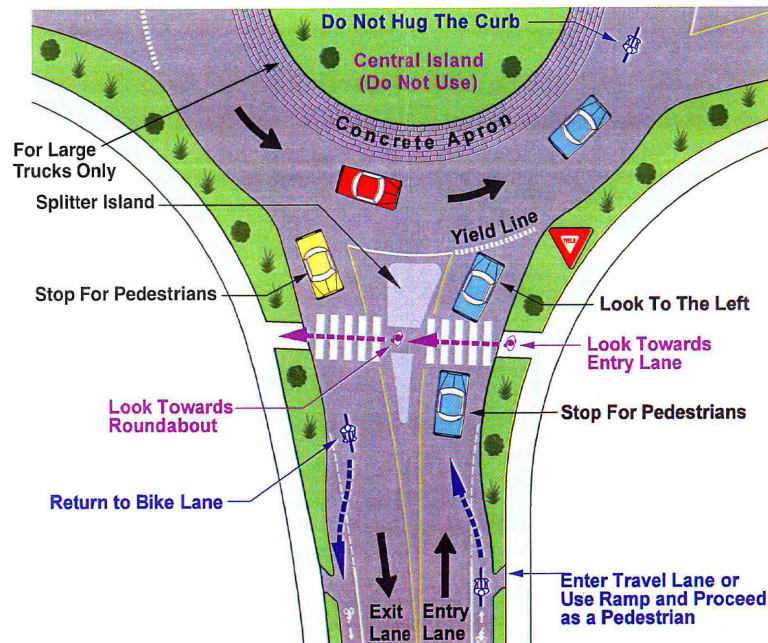 Do Not Hug The Curb
Central Island
(Do Not Use)
Concrete Apron
For Large
Trucks Only
Splitter Island
Yield Line
YIELD
Stop For Pedestrians
Look To The Left
Look Towards
Entry Lane
Look Towards
Roundabout
Stop For Pedestrians
Return to Bike Lane
Enter Travel Lane or
Use Ramp and Proceed
as a Pedestrian
Exit
Lane
Entry
Lane